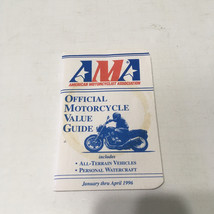 AMA
AMERICAN MOTORCYCLIST ASSOCIATION
OFFICIAL
MOTORCYCLE
VALUE
GUIDE
includes
• ALL-TERRAIN VEHICLES
• PERSONAL WATERCRAFT
January thru April 1996